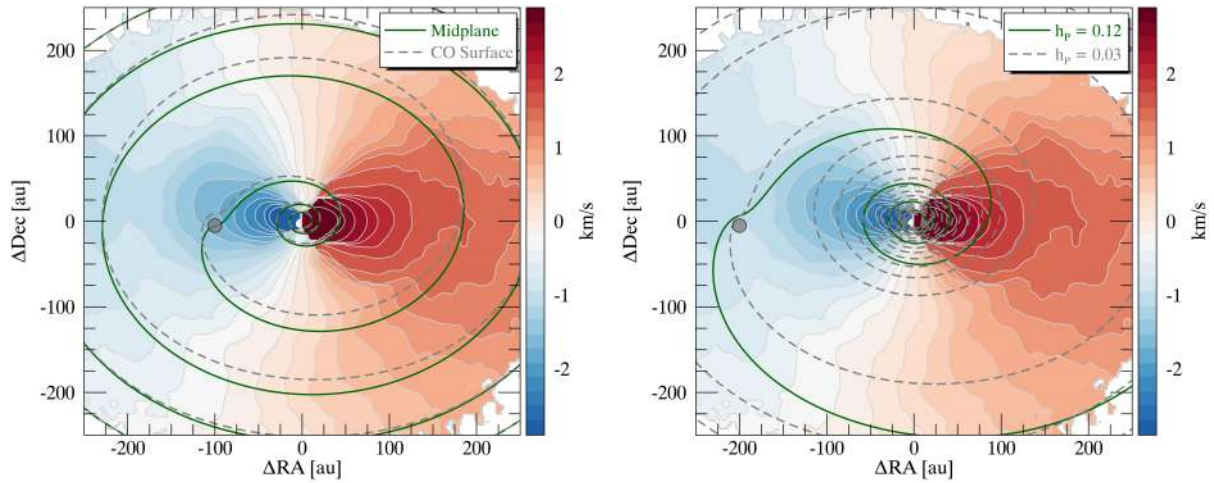 Midplane
CO Surface
200
100
0
-100
-200
ΔDec [au]
-200 -100 0 100 200
ΔRA [au]
2
1
0
-1
-2
km/s
hP = 0.12
hP = 0.03
200
100
0
-100
-200
ΔDec [au]
-200 -100 0 100 200
ΔRA [au]
2
1
0
-1
-2
km/s